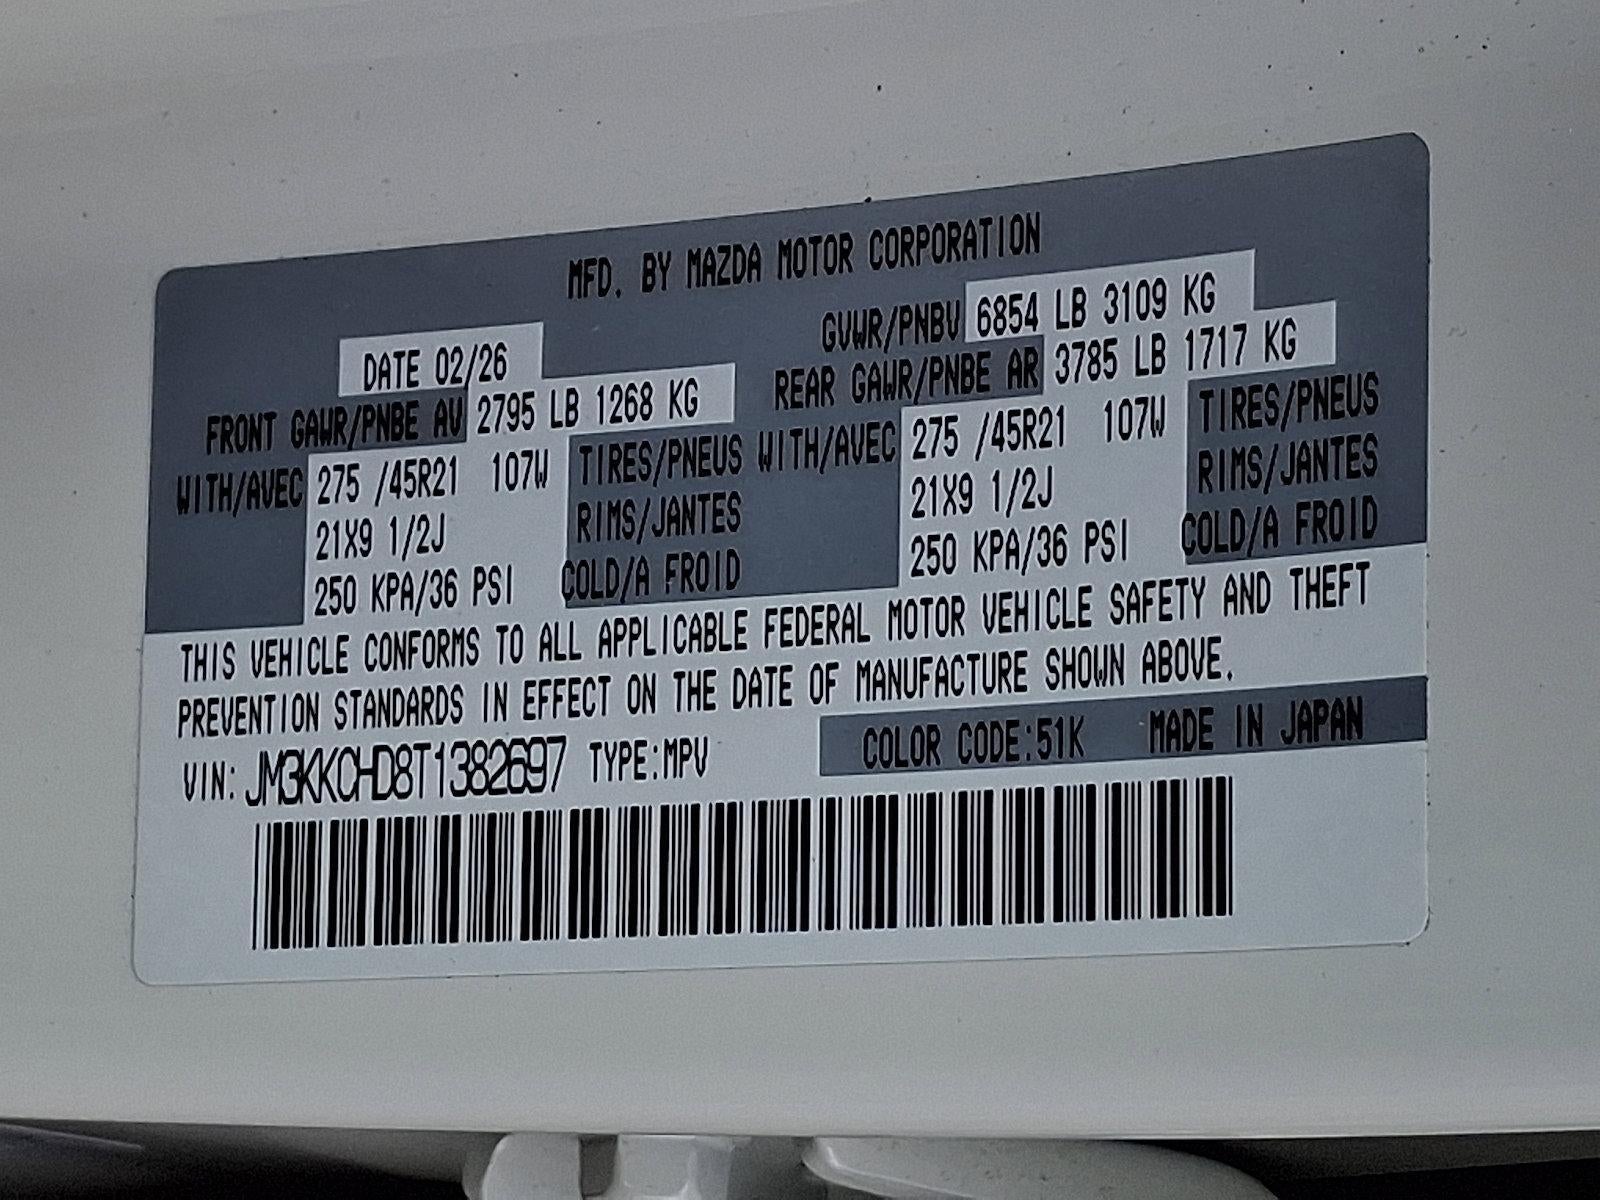 MFD. BY MAZDA MOTOR CORPORATION
DATE 02/26 GVWR/PNBV 6854 LB 3109 KG
FRONT GAWR/PNBE AV 2795 LB 1268 KG REAR GAWR/PNBE AR 3785 LB 1717 KG
WITH/AVEC 275 /45R21 107W TIRES/PNEUS WITH/AVEC 275 /45R21 107W TIRES/PNEUS
21X9 1/2J RIMS/JANTES 21X9 1/2J RIMS/JANTES
250 KPA/36 PSI COLD/A FROID 250 KPA/36 PSI COLD/A FROID
THIS VEHICLE CONFORMS TO ALL APPLICABLE FEDERAL MOTOR VEHICLE SAFETY AND THEFT
PREVENTION STANDARDS IN EFFECT ON THE DATE OF MANUFACTURE SHOWN ABOVE.
VIN: JM3KKCHD8T1382697 TYPE:MPV COLOR CODE:51K MADE IN JAPAN